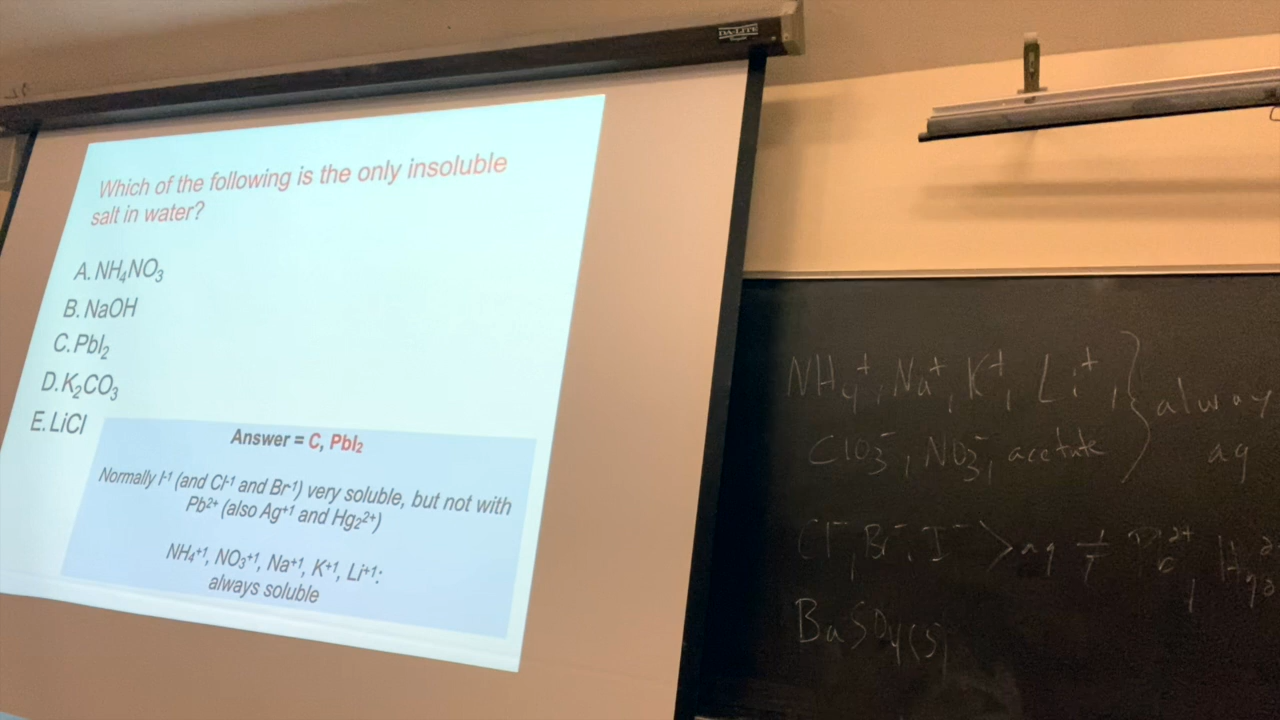 DA-LITE
Which of the following is the only insoluble
salt in water?
A. NH₄NO₃
B. NaOH
C. PbI₂
D. K₂CO₃
E. LiCl
Answer = C, PbI₂
Normally I⁻¹ (and Cl⁻¹ and Br⁻¹) very soluble, but not with
Pb²⁺ (also Ag⁺¹ and Hg₂²⁺)
NH₄⁺¹, NO₃⁺¹, Na⁺¹, K⁺¹, Li⁺¹:
always soluble
NH₄⁺, Na⁺, K⁺, Li⁺, } alway
ClO₃⁻, NO₃⁻, acetate aq
Cl⁻, Br⁻, I⁻ > aq ≠
BaSO₄(s)